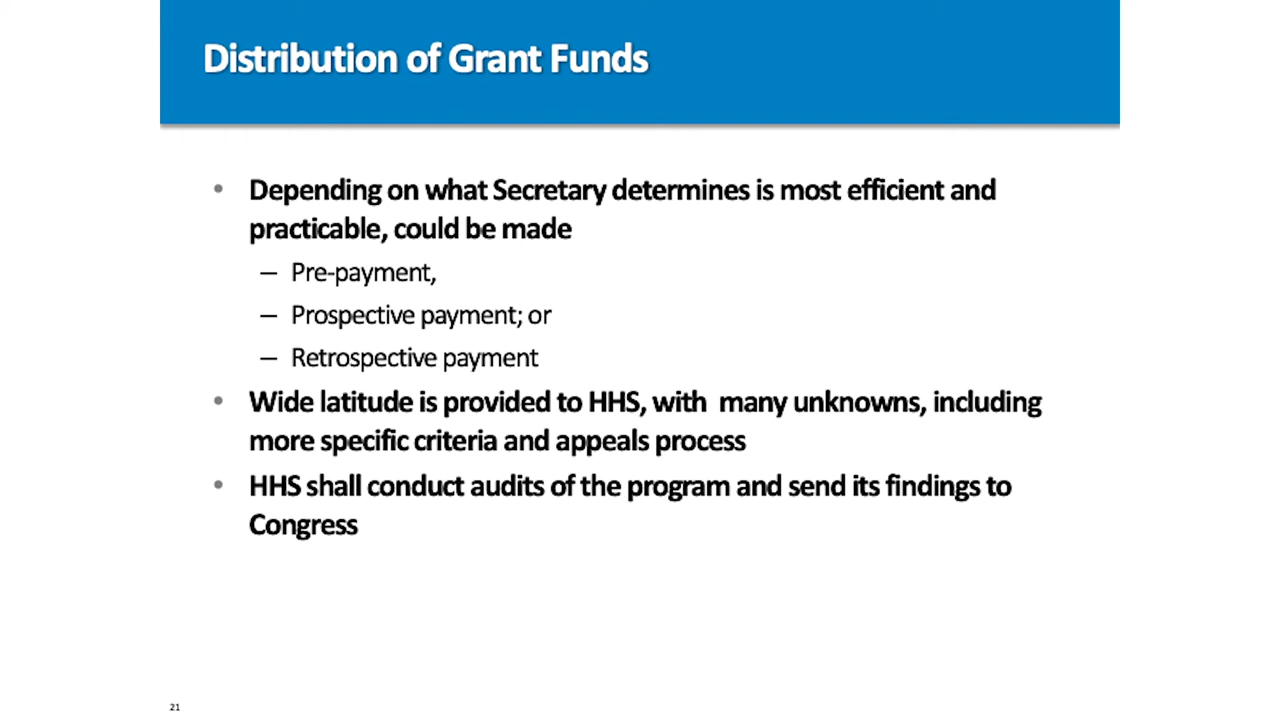 Distribution of Grant Funds
• Depending on what Secretary determines is most efficient and
practicable, could be made
– Pre-payment,
– Prospective payment; or
– Retrospective payment
• Wide latitude is provided to HHS, with  many unknowns, including
more specific criteria and appeals process
• HHS shall conduct audits of the program and send its findings to
Congress
21